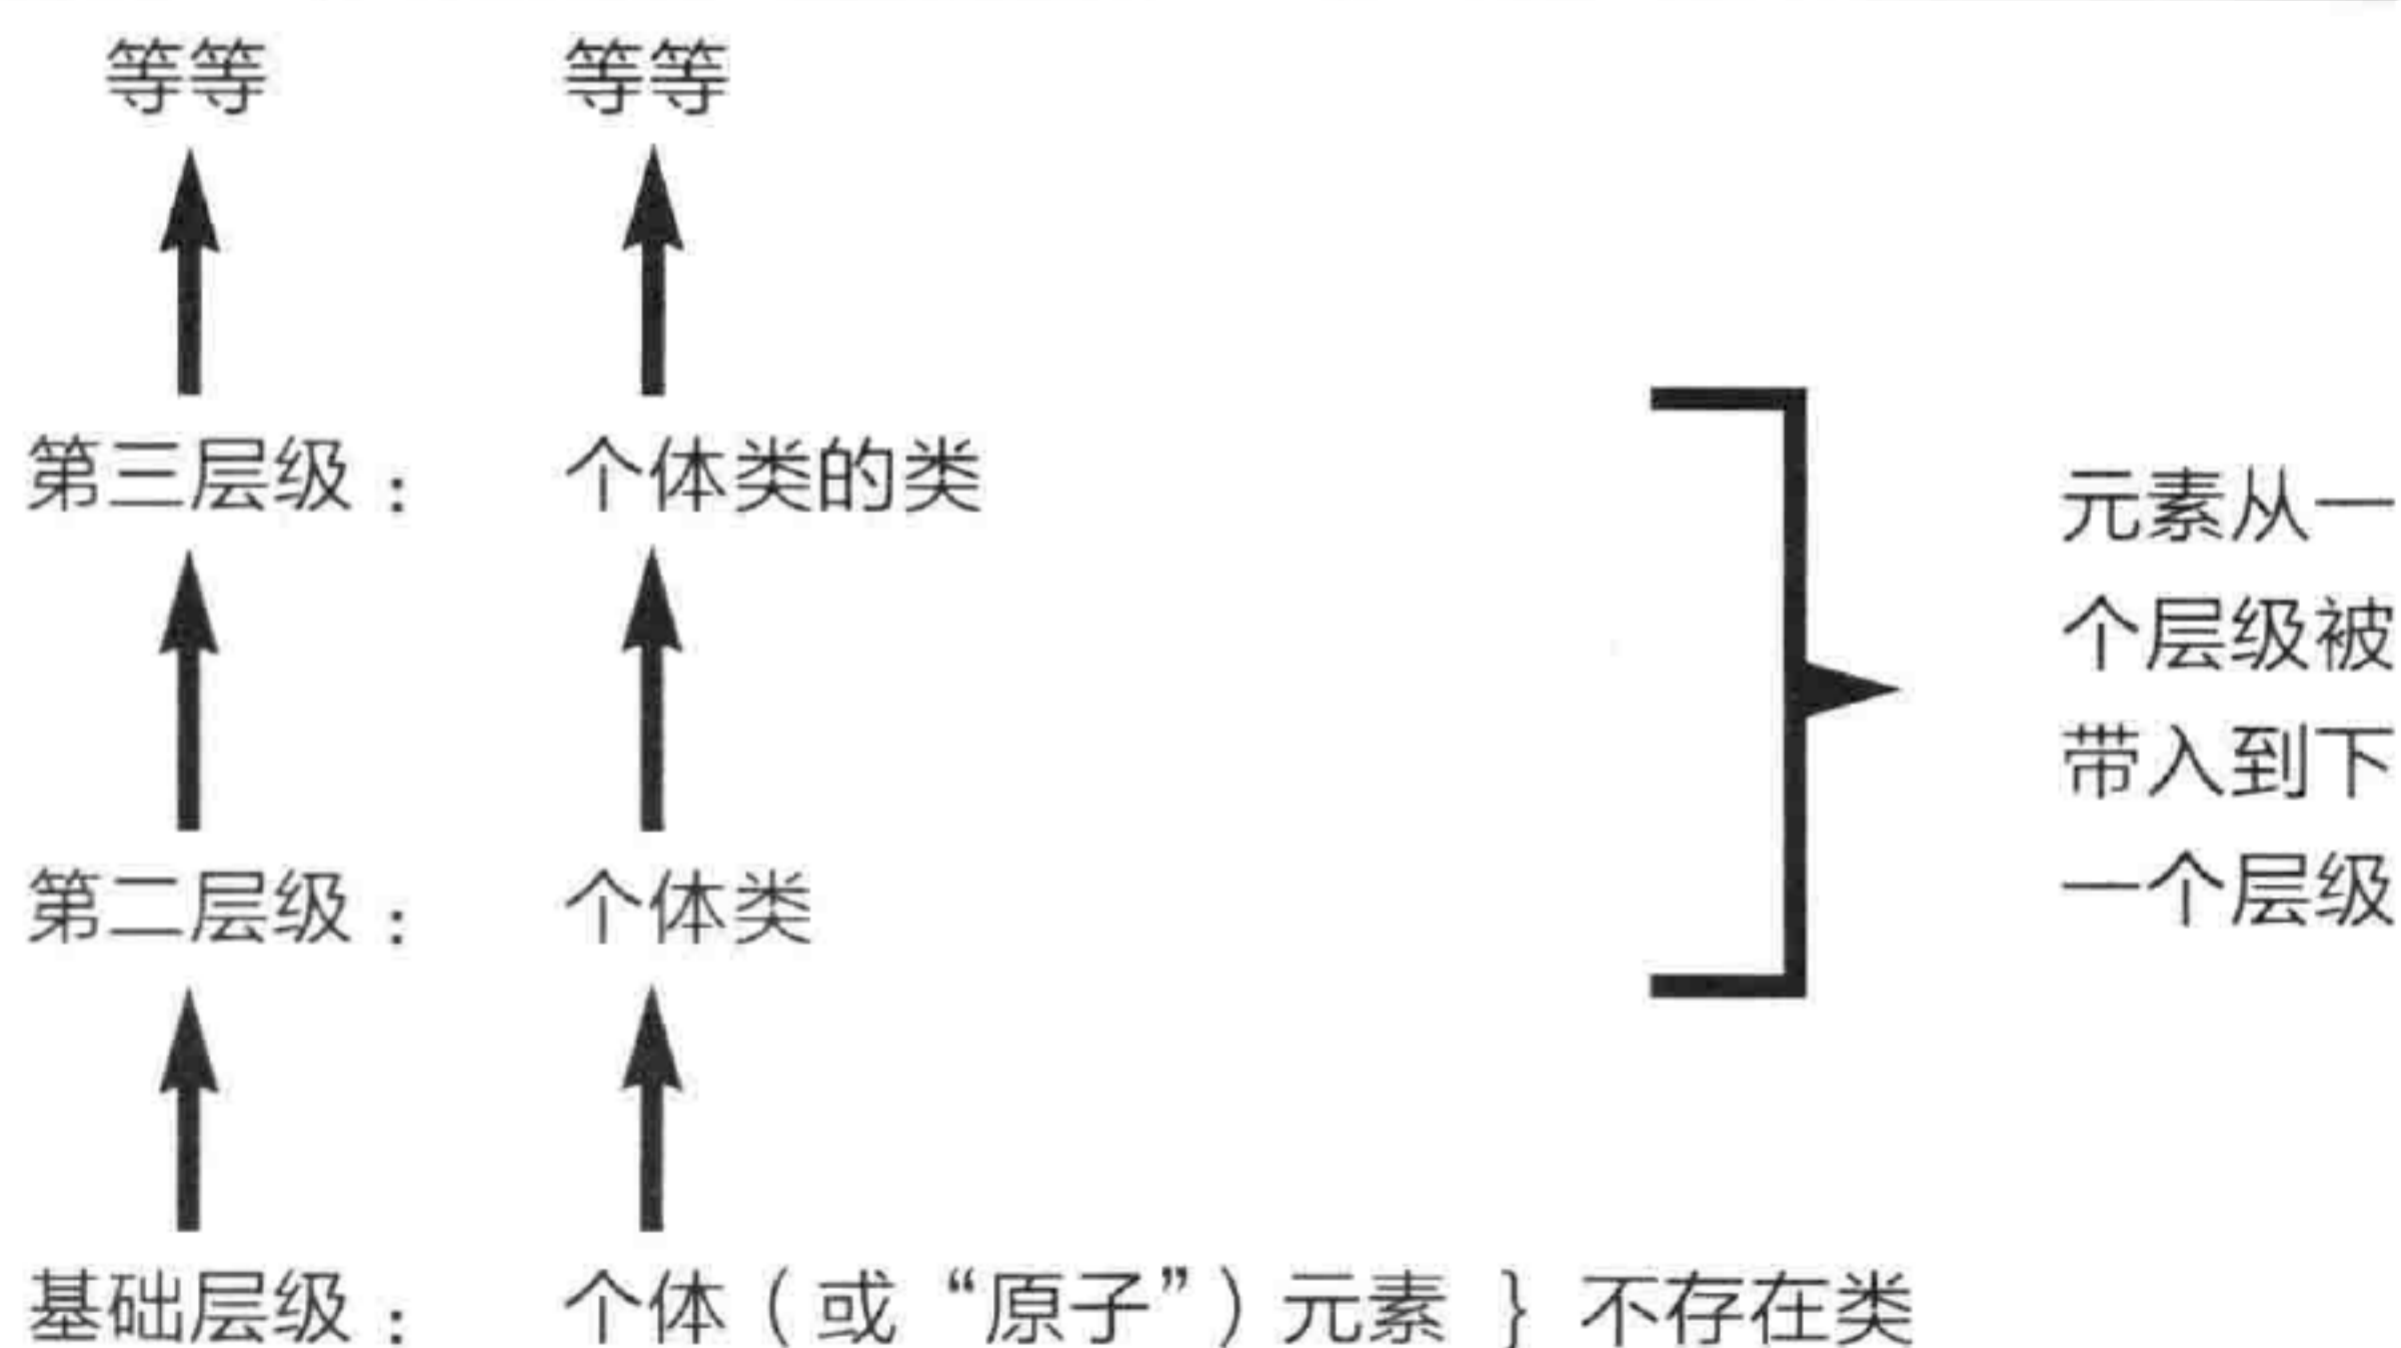 等等 等等
第三层级： 个体类的类
元素从一
个层级被
带入到下
一个层级
第二层级： 个体类
基础层级： 个体（或“原子”）元素 } 不存在类